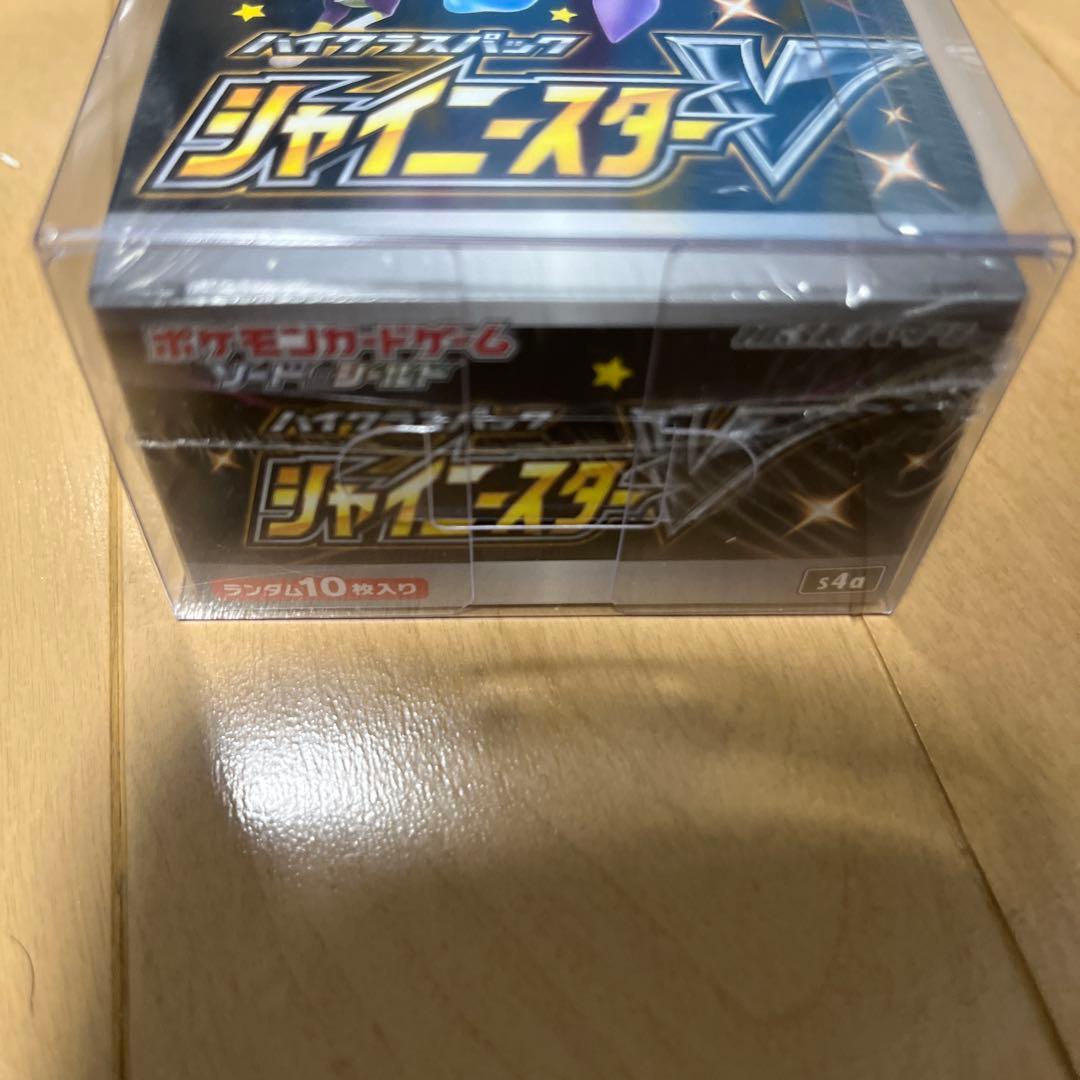 ハイクラスパック
シャイニースターV
ポケモンカードゲーム
ソード シールド
ハイクラスパック
シャイニースターV
ランダム10枚入り
s4a